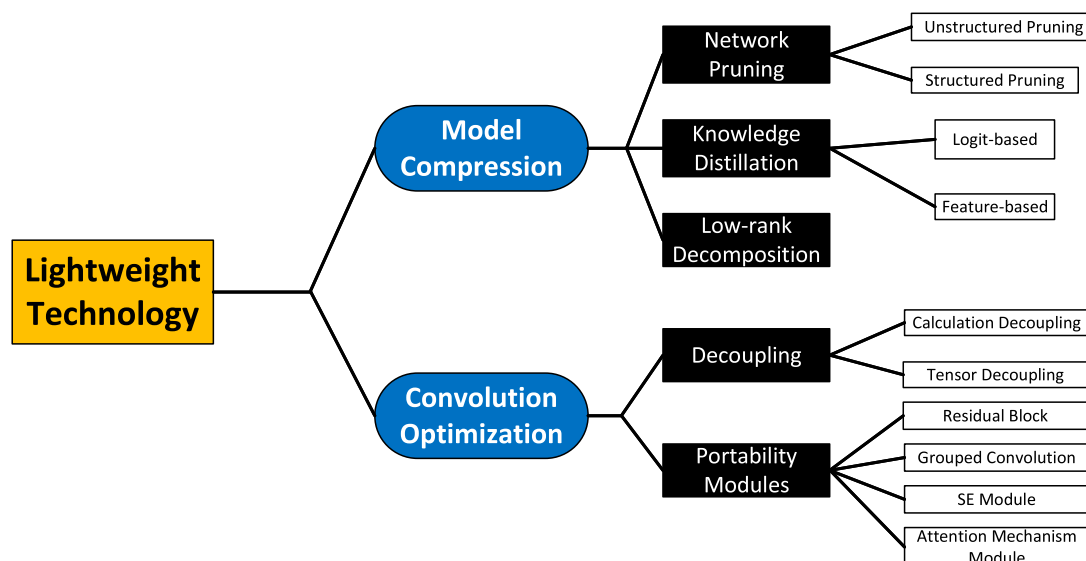 Lightweight
Technology
Model
Compression
Network
Pruning
Unstructured Pruning
Structured Pruning
Knowledge
Distillation
Logit-based
Feature-based
Low-rank
Decomposition
Convolution
Optimization
Decoupling
Calculation Decoupling
Tensor Decoupling
Portability
Modules
Residual Block
Grouped Convolution
SE Module
Attention Mechanism
Module